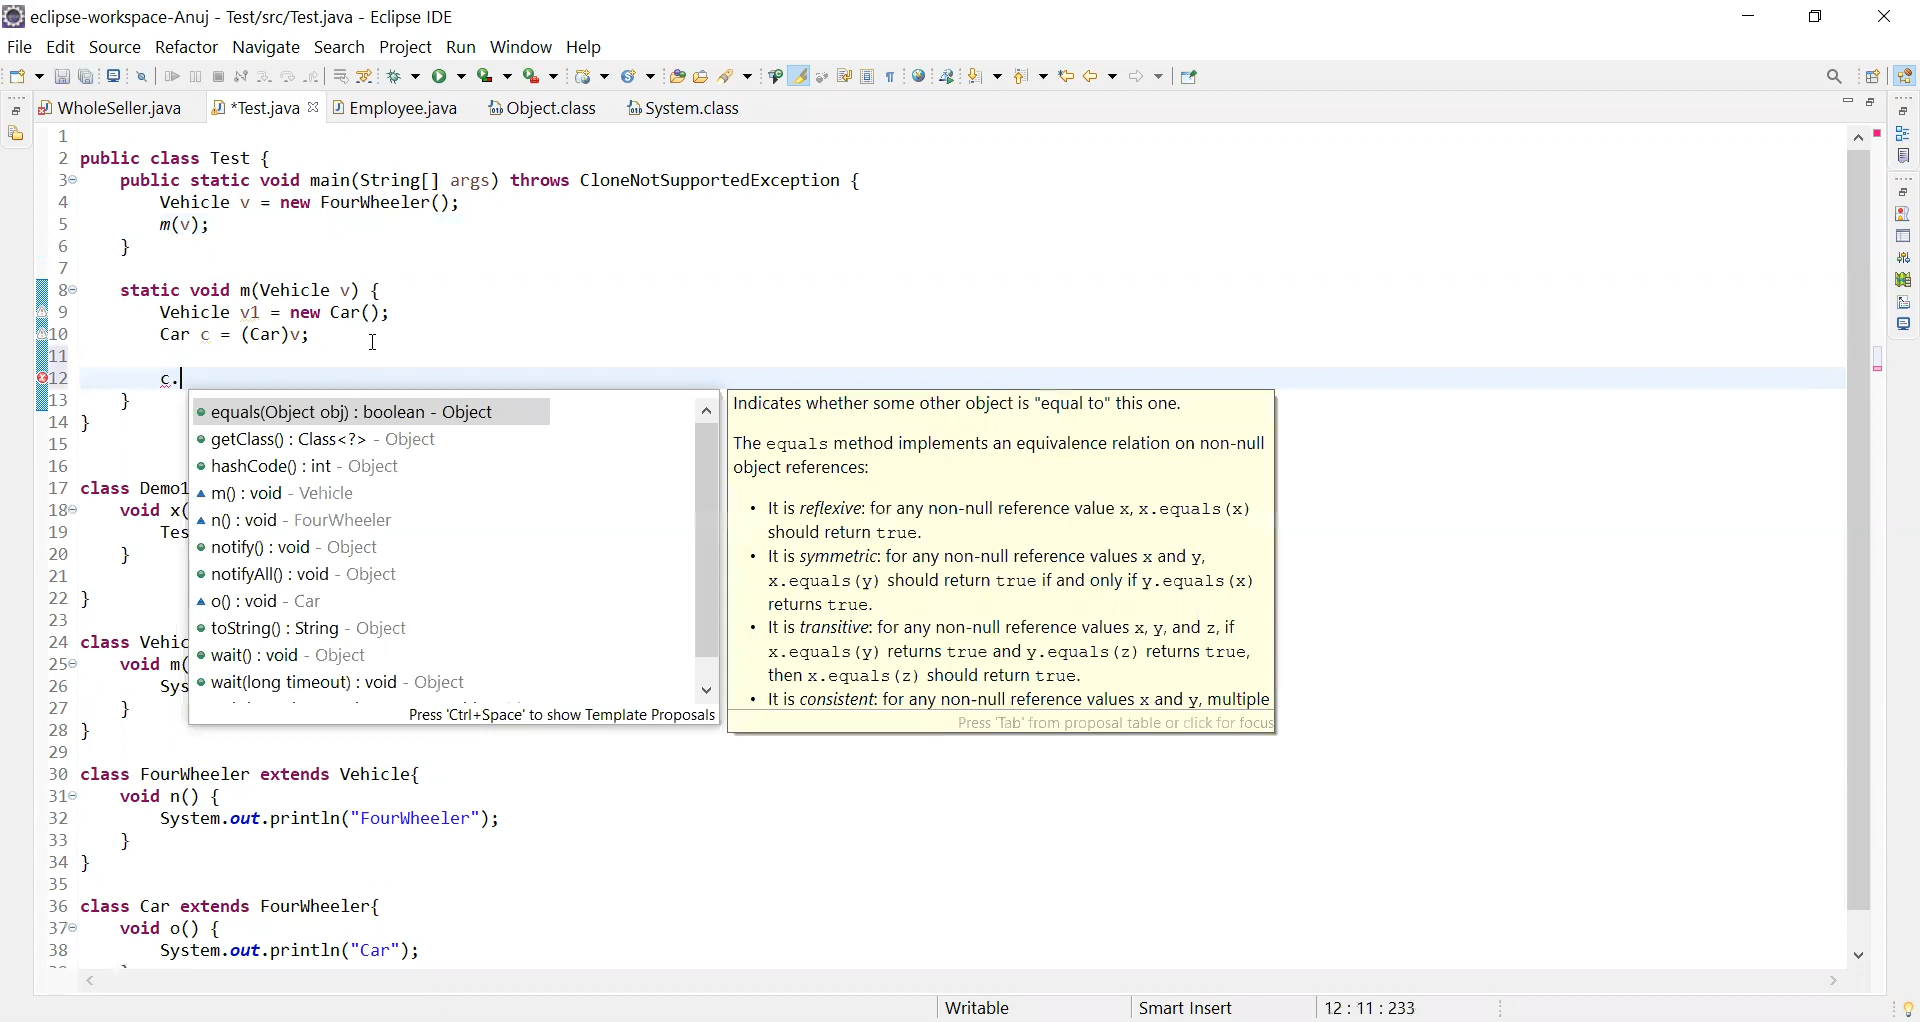 eclipse-workspace-Anuj - Test/src/Test.java - Eclipse IDE
File Edit Source Refactor Navigate Search Project Run Window Help
WholeSeller.java *Test.java Employee.java Object.class System.class
1
2 public class Test {
3 public static void main(String[] args) throws CloneNotSupportedException {
4 Vehicle v = new FourWheeler();
5 m(v);
6 }
7
8 static void m(Vehicle v) {
9 Vehicle v1 = new Car();
10 Car c = (Car)v;
11
12 c.
13 }
14 }
15
16
17 class Demo1
18 void x(
19 Tes
20 }
21
22 }
23
24 class Vehic
25 void m(
26 Sys
27 }
28 }
29
30 class FourWheeler extends Vehicle{
31 void n() {
32 System.out.println("FourWheeler");
33 }
34 }
35
36 class Car extends FourWheeler{
37 void o() {
38 System.out.println("Car");
equals(Object obj) : boolean - Object
getClass() : Class<?> - Object
hashCode() : int - Object
m() : void - Vehicle
n() : void - FourWheeler
notify() : void - Object
notifyAll() : void - Object
o() : void - Car
toString() : String - Object
wait() : void - Object
wait(long timeout) : void - Object
Press 'Ctrl+Space' to show Template Proposals
Indicates whether some other object is "equal to" this one.
The equals method implements an equivalence relation on non-null
object references:
• It is reflexive: for any non-null reference value x, x.equals(x)
should return true.
• It is symmetric: for any non-null reference values x and y,
x.equals(y) should return true if and only if y.equals(x)
returns true.
• It is transitive: for any non-null reference values x, y, and z, if
x.equals(y) returns true and y.equals(z) returns true,
then x.equals(z) should return true.
• It is consistent: for any non-null reference values x and y, multiple
Press 'Tab' from proposal table or click for focus
Writable Smart Insert 12 : 11 : 233